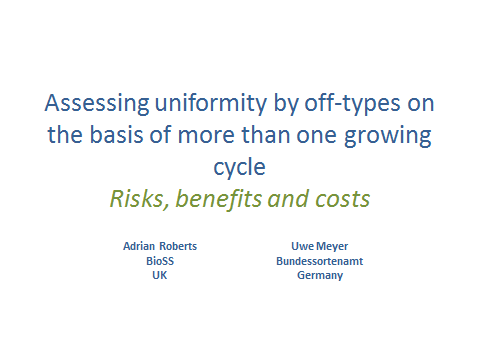 Assessing uniformity by off-types on
the basis of more than one growing
cycle
Risks, benefits and costs
Adrian Roberts
BioSS
UK
Uwe Meyer
Bundessortenamt
Germany